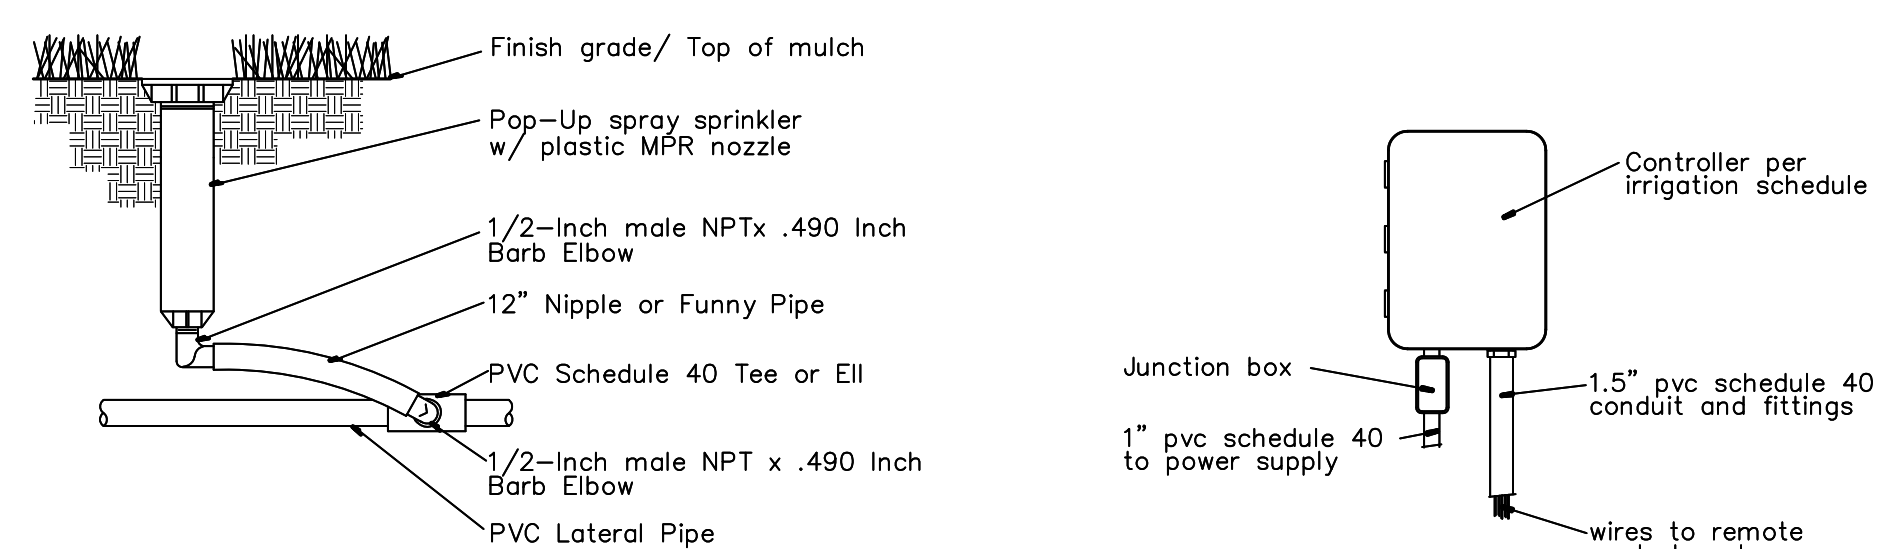 Finish grade/ Top of mulch
Pop-Up spray sprinkler
w/ plastic MPR nozzle
1/2-Inch male NPTx .490 Inch
Barb Elbow
12" Nipple or Funny Pipe
PVC Schedule 40 Tee or Ell
1/2-Inch male NPT x .490 Inch
Barb Elbow
PVC Lateral Pipe
Controller per
irrigation schedule
Junction box
1.5" pvc schedule 40
conduit and fittings
1" pvc schedule 40
to power supply
wires to remote